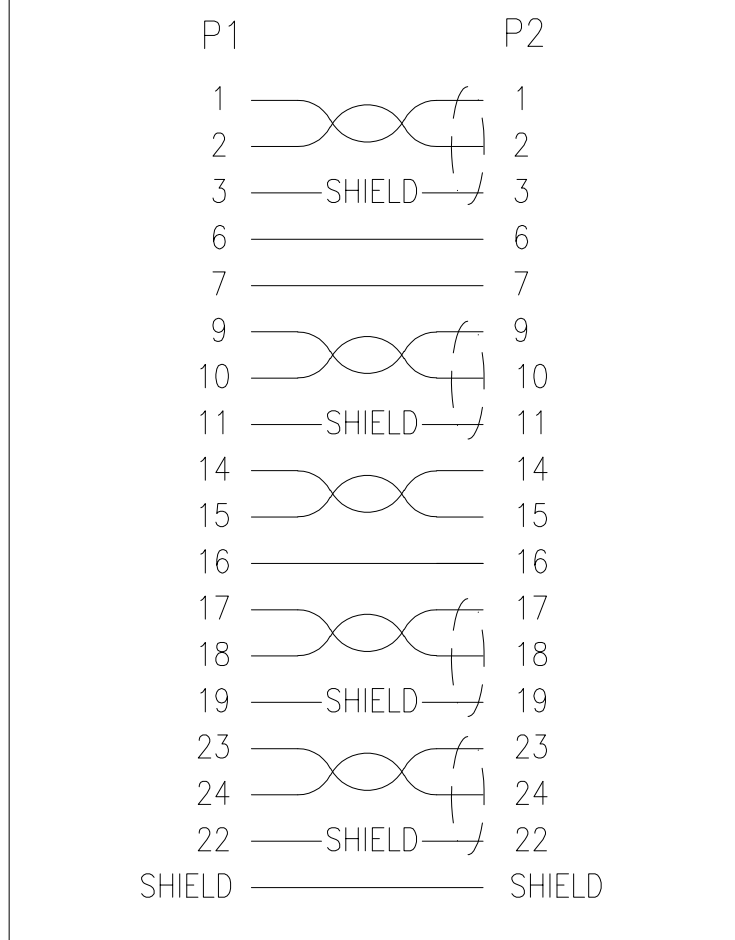 P1 P2
1 1
2 2
3 SHIELD 3
6 6
7 7
9 9
10 10
11 SHIELD 11
14 14
15 15
16 16
17 17
18 18
19 SHIELD 19
23 23
24 24
22 SHIELD 22
SHIELD SHIELD